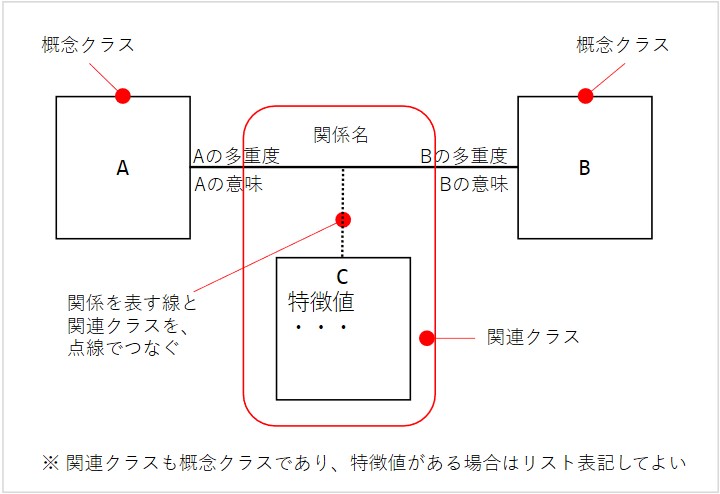 概念クラス
概念クラス
関係名
Aの多重度
Bの多重度
A
B
Aの意味
Bの意味
C
特徴値
・・・
関係を表す線と
関連クラスを、
点線でつなぐ
関連クラス
※ 関連クラスも概念クラスであり、特徴値がある場合はリスト表記してよい